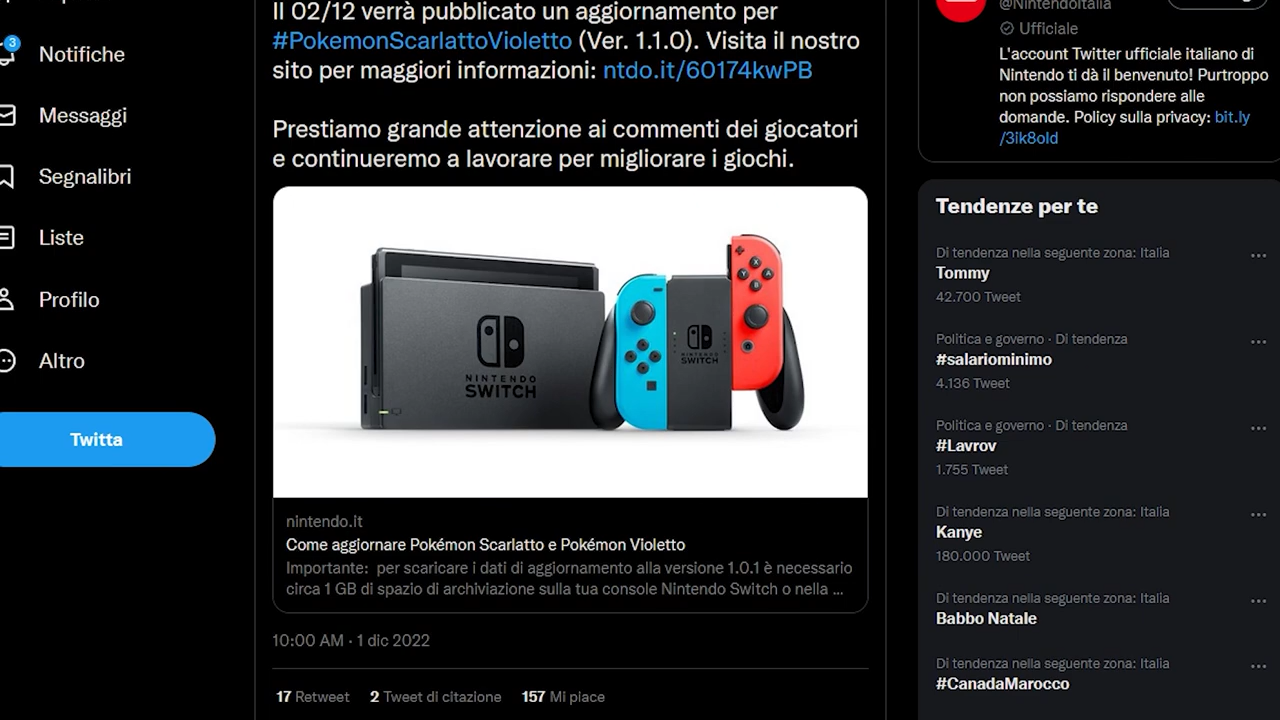 Notifiche
Messaggi
Segnalibri
Liste
Profilo
Altro
Twitta
3
Il 02/12 verrà pubblicato un aggiornamento per
#PokemonScarlattoVioletto (Ver. 1.1.0). Visita il nostro
sito per maggiori informazioni: ntdo.it/60174kwPB
Prestiamo grande attenzione ai commenti dei giocatori
e continueremo a lavorare per migliorare i giochi.
NINTENDO
SWITCH
NINTENDO
SWITCH
X
Y
A
B
nintendo.it
Come aggiornare Pokémon Scarlatto e Pokémon Violetto
Importante: per scaricare i dati di aggiornamento alla versione 1.0.1 è necessario
circa 1 GB di spazio di archiviazione sulla tua console Nintendo Switch o nella ...
10:00 AM · 1 dic 2022
17 Retweet 2 Tweet di citazione 157 Mi piace
@NintendoItalia
Ufficiale
L'account Twitter ufficiale italiano di
Nintendo ti dà il benvenuto! Purtroppo
non possiamo rispondere alle
domande. Policy sulla privacy: bit.ly
/3ik8old
Tendenze per te
Di tendenza nella seguente zona: Italia
Tommy
42.700 Tweet
Politica e governo · Di tendenza
#salariominimo
4.136 Tweet
Politica e governo · Di tendenza
#Lavrov
1.755 Tweet
Di tendenza nella seguente zona: Italia
Kanye
180.000 Tweet
Di tendenza nella seguente zona: Italia
Babbo Natale
Di tendenza nella seguente zona: Italia
#CanadaMarocco